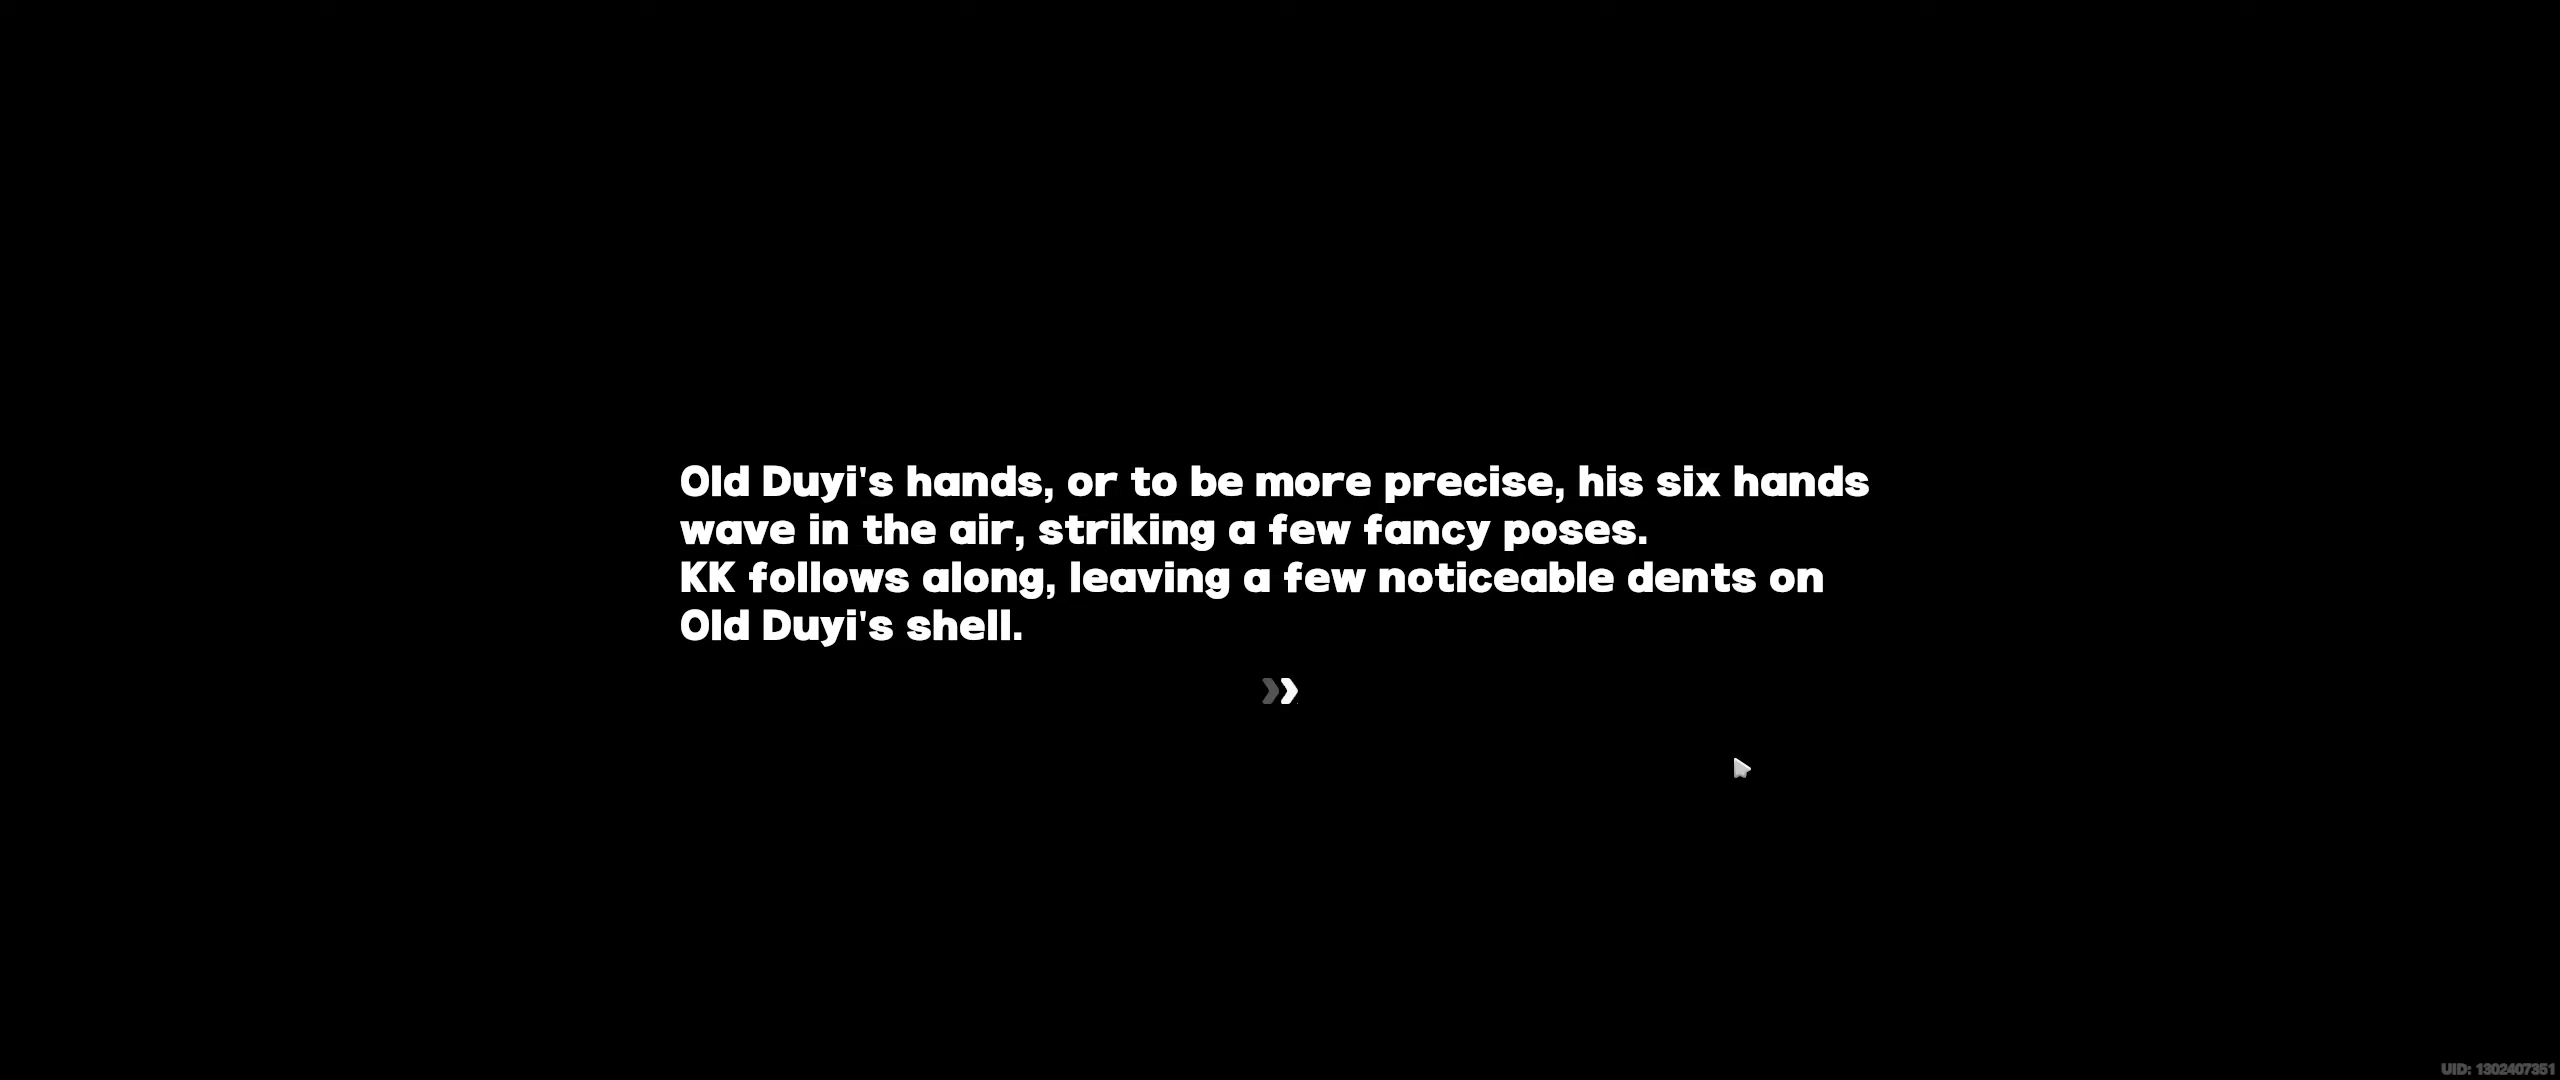 Old Duyi's hands, or to be more precise, his six hands
wave in the air, striking a few fancy poses.
KK follows along, leaving a few noticeable dents on
Old Duyi's shell.
UID: 1302407351